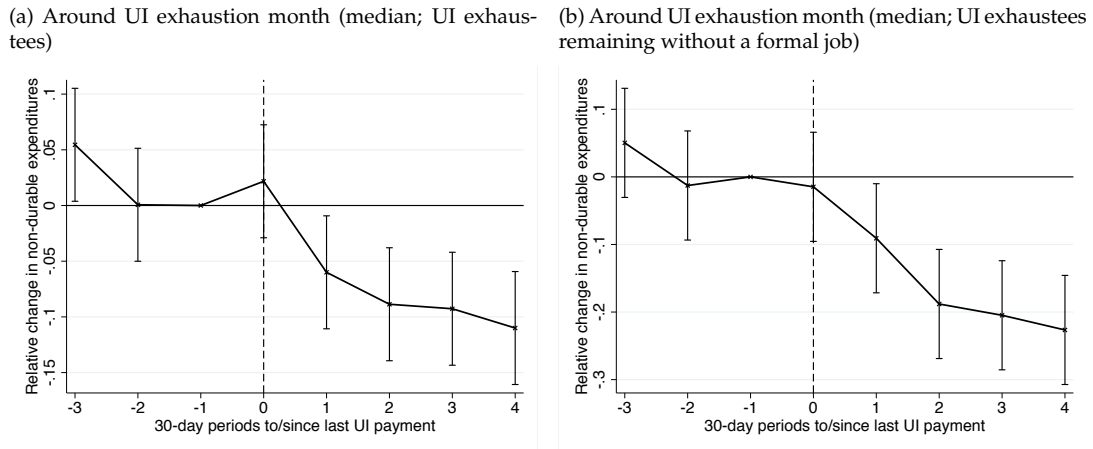 (a) Around UI exhaustion month (median; UI exhaus-
tees)
Relative change in non-durable expenditures
.1
.05
0
-.05
-.1
-.15
-3 -2 -1 0 1 2 3 4
30-day periods to/since last UI payment
(b) Around UI exhaustion month (median; UI exhaustees
remaining without a formal job)
Relative change in non-durable expenditures
.1
0
-.1
-.2
-.3
-3 -2 -1 0 1 2 3 4
30-day periods to/since last UI payment